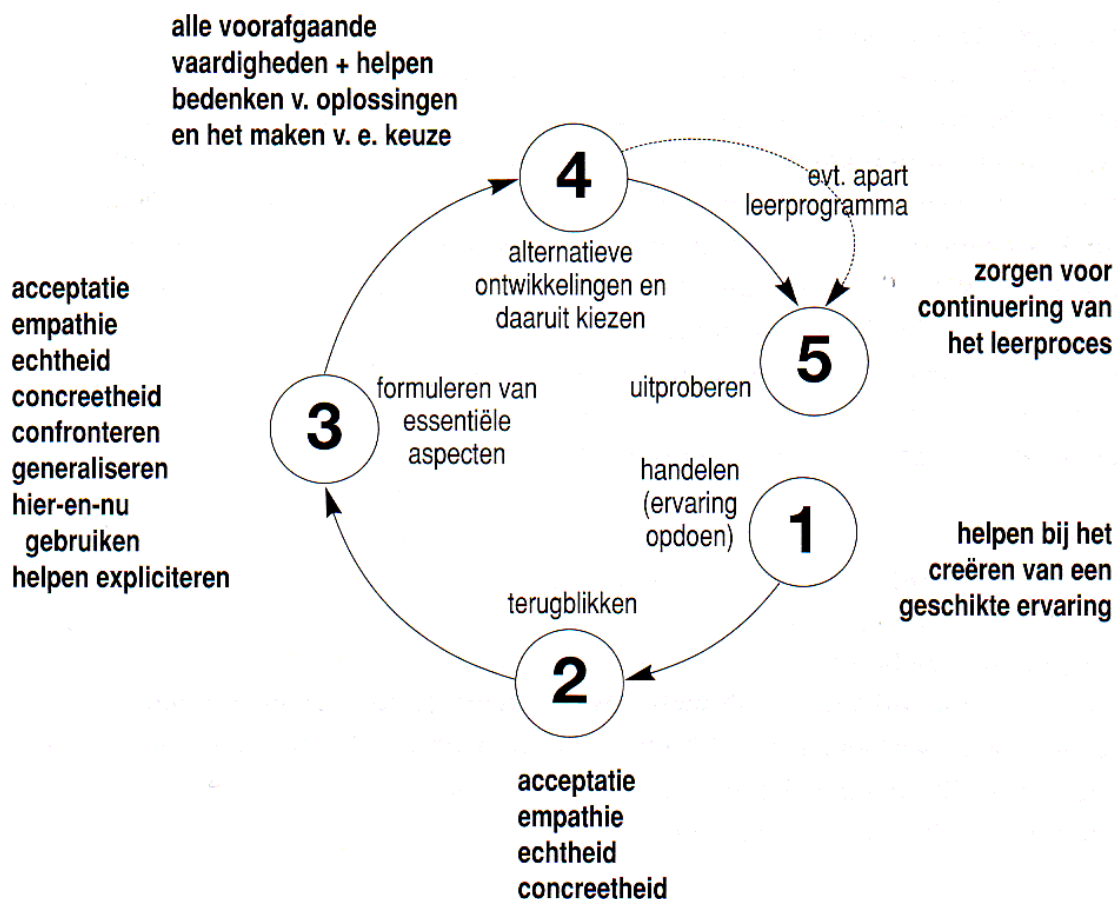 alle voorafgaande
vaardigheden + helpen
bedenken v. oplossingen
en het maken v. e. keuze
4
evt. apart
leerprogramma
alternatieve
ontwikkelingen en
daaruit kiezen
zorgen voor
continuering van
het leerproces
5
uitproberen
acceptatie
empathie
echtheid
concreetheid
confronteren
generaliseren
hier-en-nu
gebruiken
helpen expliciteren
3
formuleren van
essentiële
aspecten
handelen
(ervaring
opdoen)
1
helpen bij het
creëren van een
geschikte ervaring
terugblikken
2
acceptatie
empathie
echtheid
concreetheid